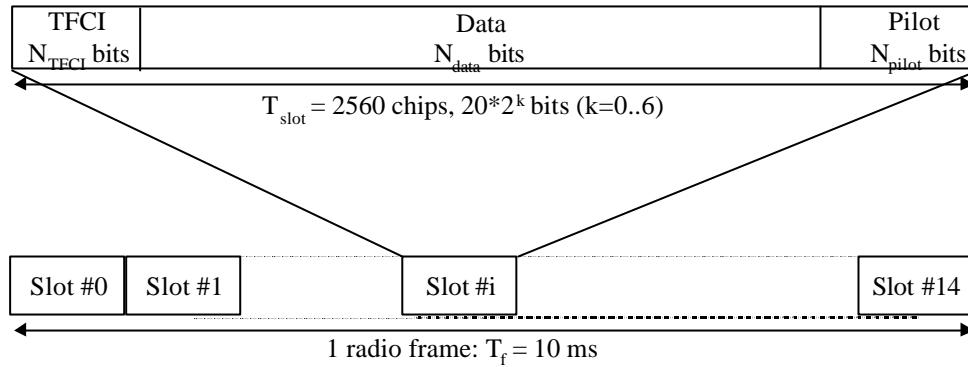 TFCI Data Pilot
N_TFCI bits N_data bits N_pilot bits
T_slot = 2560 chips, 20*2^k bits (k=0..6)
Slot #0 Slot #1 Slot #i Slot #14
1 radio frame: T_f = 10 ms